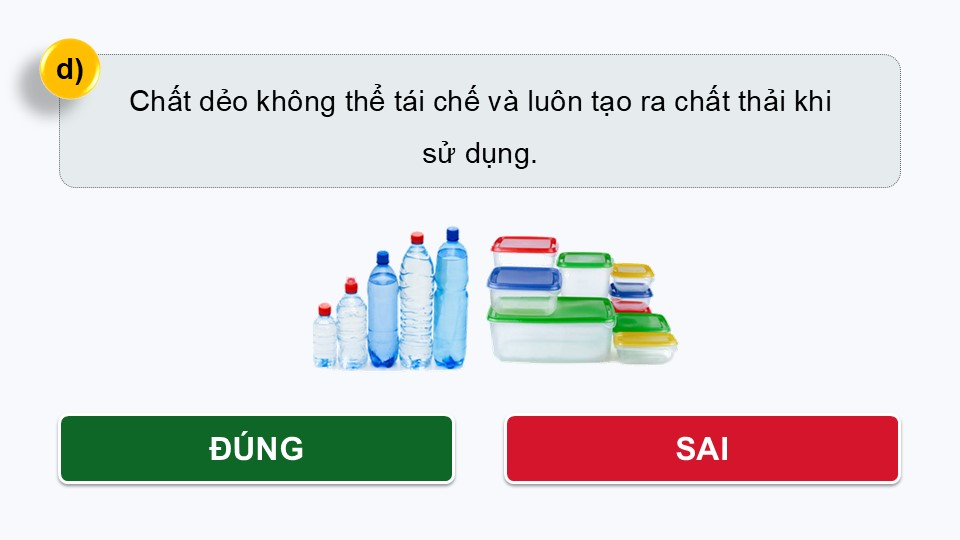 d)
Chất dẻo không thể tái chế và luôn tạo ra chất thải khi
sử dụng.
ĐÚNG
SAI